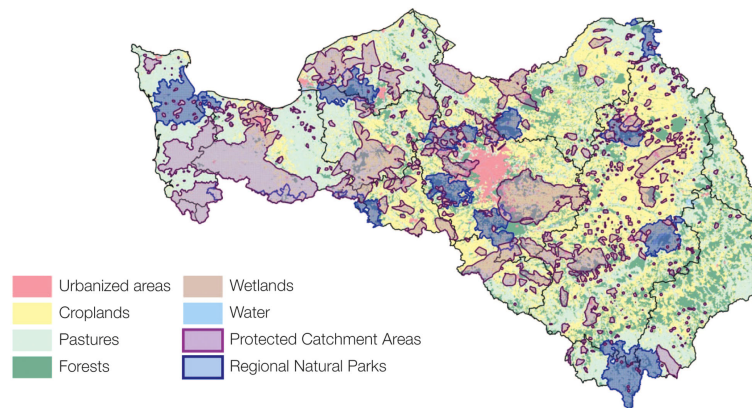 Urbanized areas
Croplands
Pastures
Forests
Wetlands
Water
Protected Catchment Areas
Regional Natural Parks